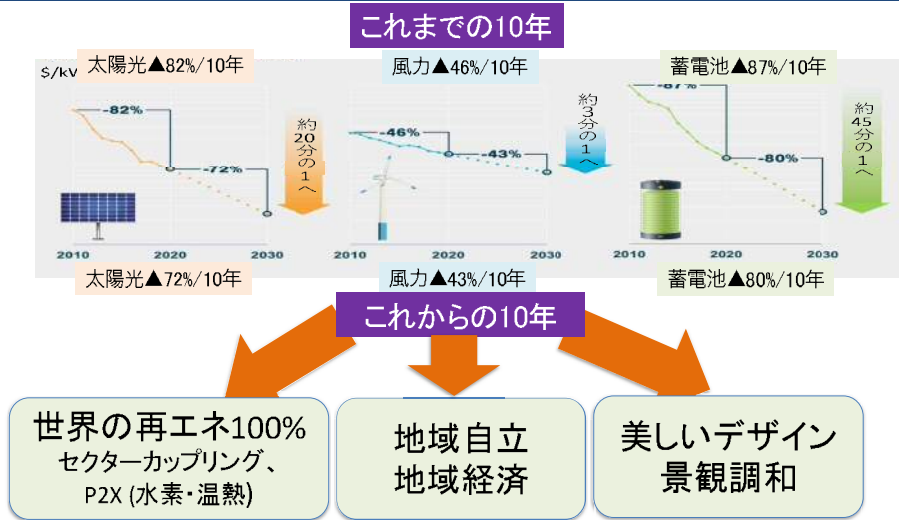 これまでの10年
太陽光▲82%/10年
風力▲46%/10年
蓄電池▲87%/10年
$/kV
-82%
-72%
約20分の1へ
-46%
-43%
約3分の1へ
-87%
-80%
約45分の1へ
2010 2020 2030
2010 2020 2030
2010 2020 2030
太陽光▲72%/10年
風力▲43%/10年
蓄電池▲80%/10年
これからの10年
世界の再エネ100%
セクターカップリング、
P2X (水素・温熱)
地域自立
地域経済
美しいデザイン
景観調和